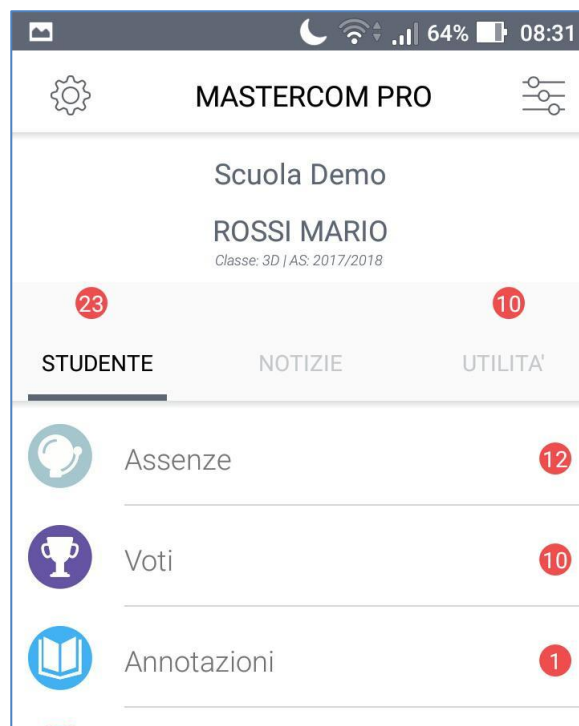 64% 08:31
MASTERCOM PRO
Scuola Demo
ROSSI MARIO
Classe: 3D | AS: 2017/2018
23 10
STUDENTE NOTIZIE UTILITA'
Assenze 12
Voti 10
Annotazioni 1